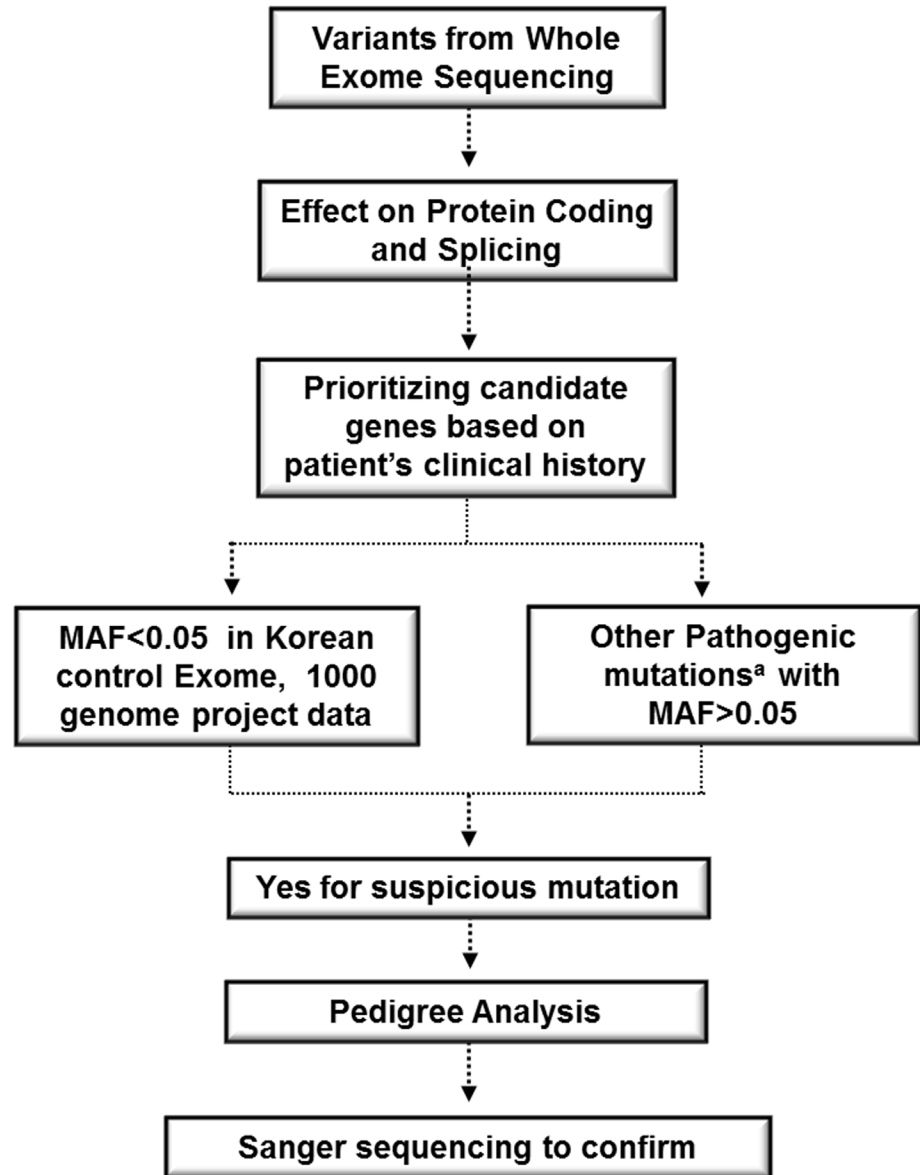 Variants from Whole
Exome Sequencing
Effect on Protein Coding
and Splicing
Prioritizing candidate
genes based on
patient’s clinical history
MAF<0.05 in Korean
control Exome, 1000
genome project data
Other Pathogenic
mutationsᵃ with
MAF>0.05
Yes for suspicious mutation
Pedigree Analysis
Sanger sequencing to confirm